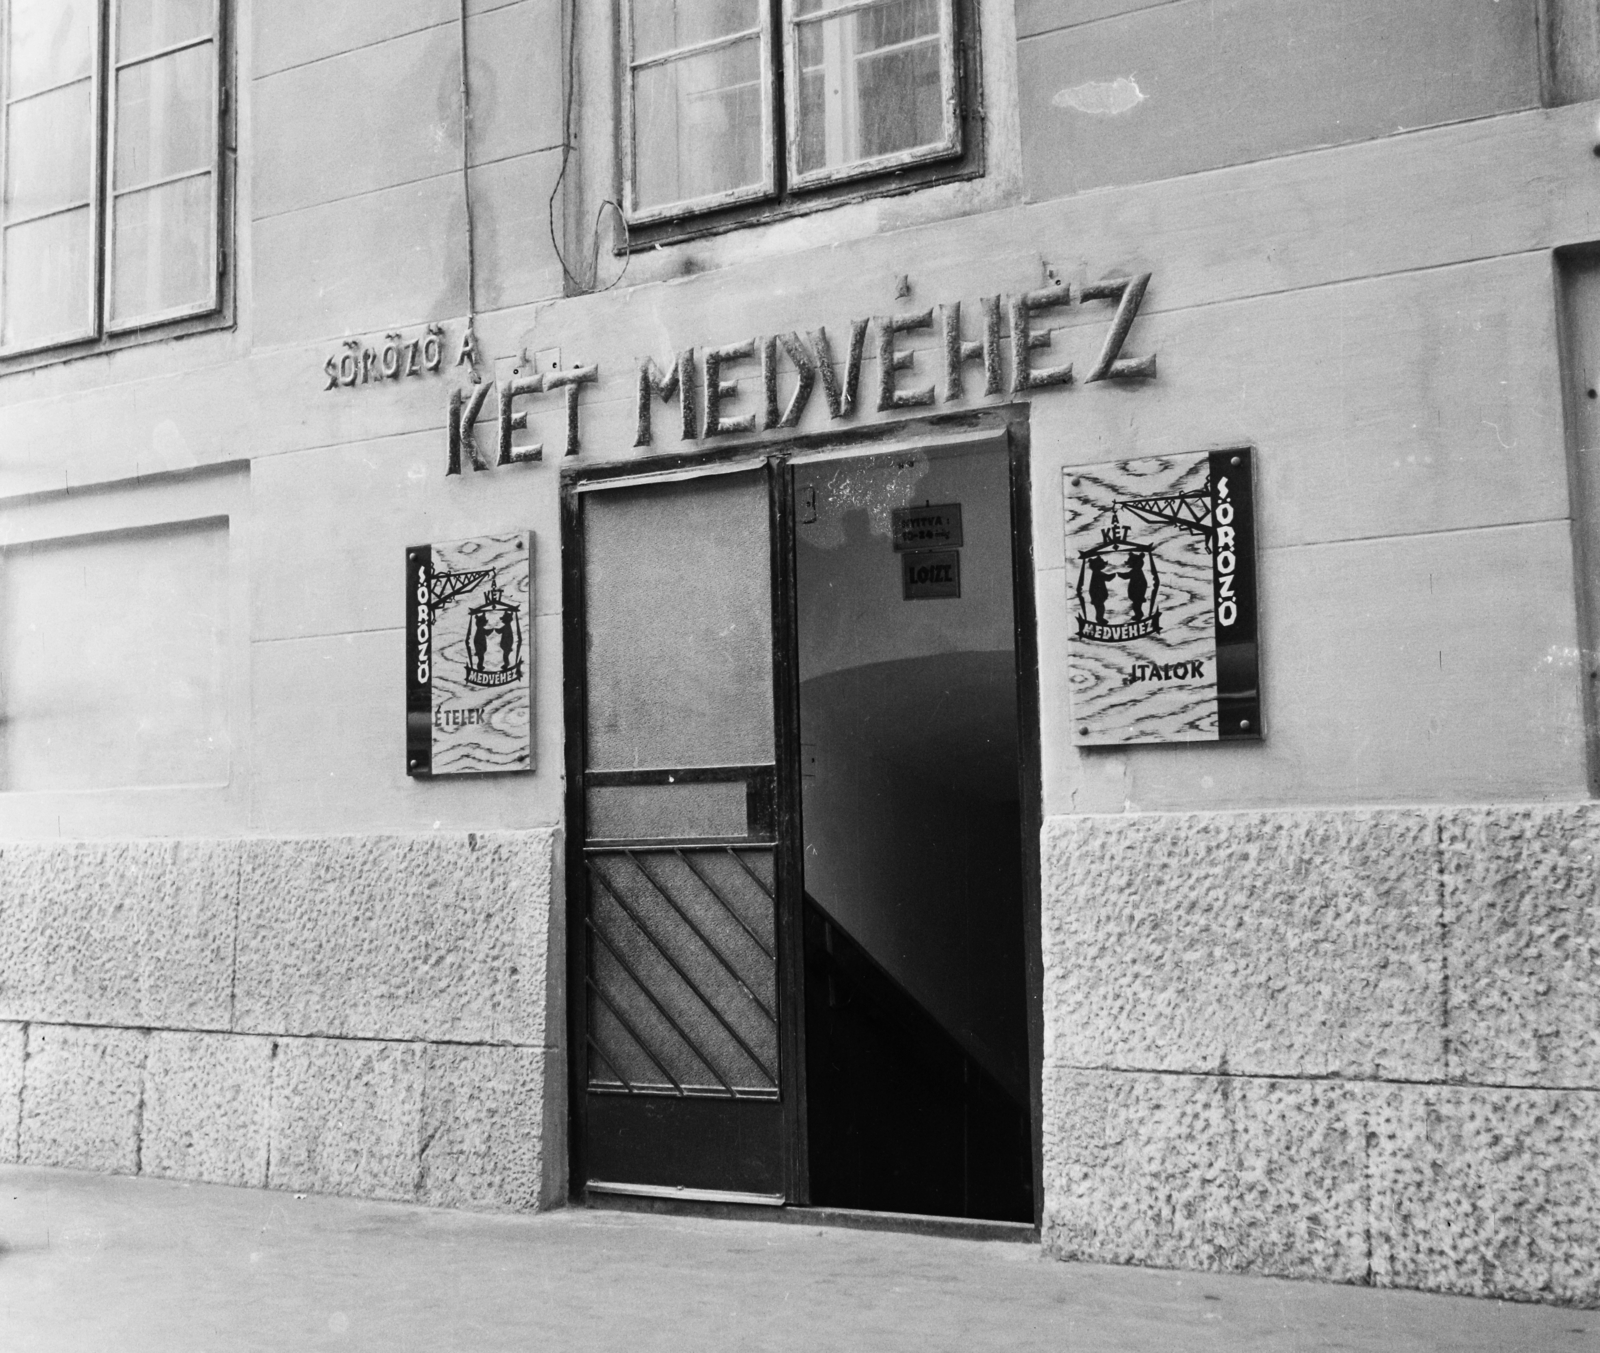 SÖRÖZŐ A
KÉT MEDVÉHEZ
SÖRÖZŐ
A
KÉT
MEDVÉHEZ
ÉTELEK
NYITVA:
A
KÉT
MEDVÉHEZ
SÖRÖZŐ
ITALOK